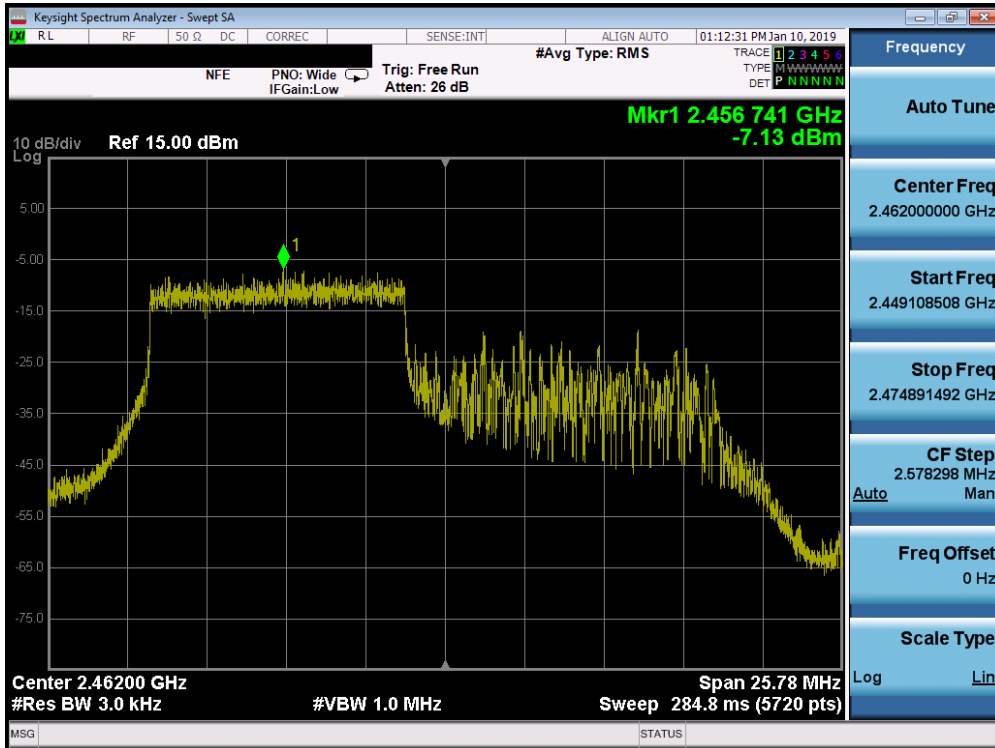 Keysight Spectrum Analyzer - Swept SA
LXI RL RF 50 Ω DC CORREC SENSE:INT ALIGN AUTO 01:12:31 PM Jan 10, 2019
Frequency
NFE
PNO: Wide
IFGain:Low
Trig: Free Run
Atten: 26 dB
#Avg Type: RMS
TRACE 1 2 3 4 5 6
TYPE M W W W W W
DET P N N N N N
Auto Tune
Mkr1 2.456 741 GHz
-7.13 dBm
10 dB/div
Log
Ref 15.00 dBm
1
5.00
-5.00
-15.0
-25.0
-35.0
-45.0
-55.0
-65.0
-75.0
Center 2.46200 GHz
Span 25.78 MHz
#Res BW 3.0 kHz
#VBW 1.0 MHz
Sweep 284.8 ms (5720 pts)
Center Freq
2.462000000 GHz
Start Freq
2.449108508 GHz
Stop Freq
2.474891492 GHz
CF Step
2.578298 MHz
Auto Man
Freq Offset
0 Hz
Scale Type
Log Lin
MSG
STATUS